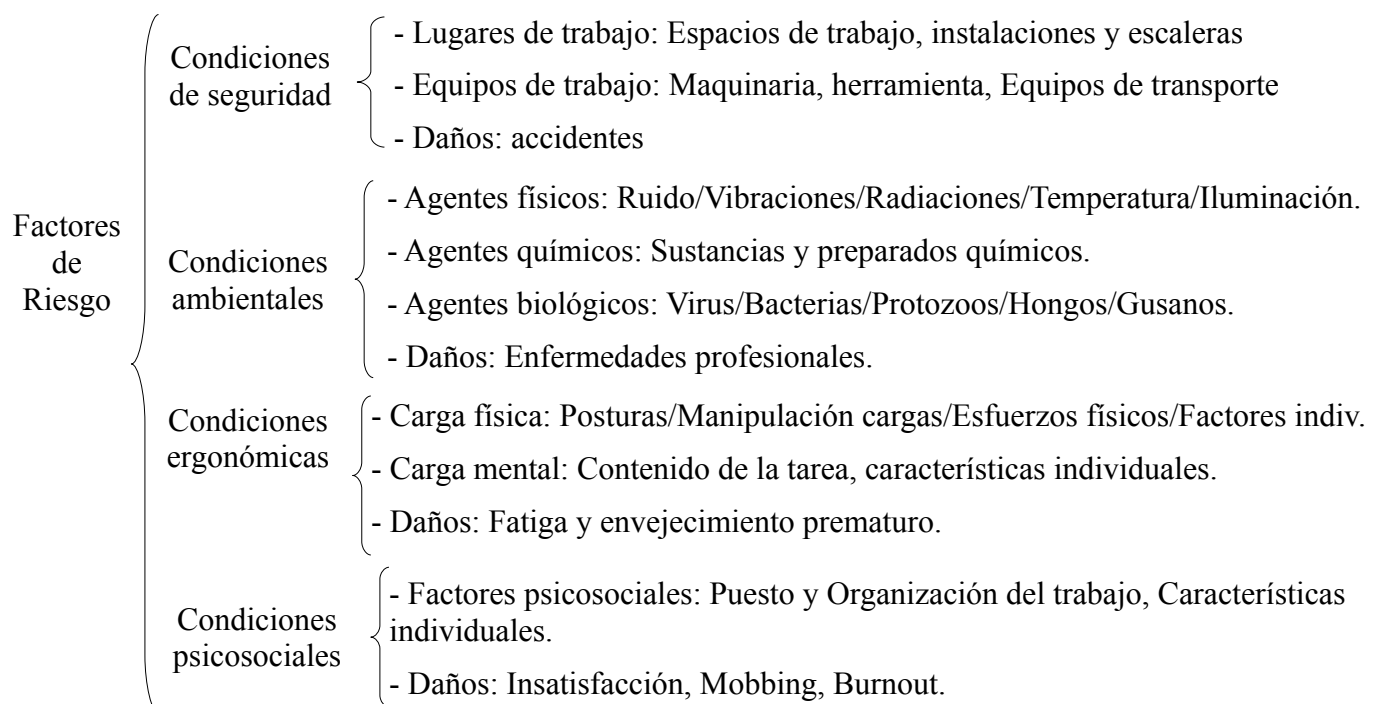 Factores
de
Riesgo
Condiciones
de seguridad
- Lugares de trabajo: Espacios de trabajo, instalaciones y escaleras
- Equipos de trabajo: Maquinaria, herramienta, Equipos de transporte
- Daños: accidentes
Condiciones
ambientales
- Agentes físicos: Ruido/Vibraciones/Radiaciones/Temperatura/Iluminación.
- Agentes químicos: Sustancias y preparados químicos.
- Agentes biológicos: Virus/Bacterias/Protozoos/Hongos/Gusanos.
- Daños: Enfermedades profesionales.
Condiciones
ergonómicas
- Carga física: Posturas/Manipulación cargas/Esfuerzos físicos/Factores indiv.
- Carga mental: Contenido de la tarea, características individuales.
- Daños: Fatiga y envejecimiento prematuro.
Condiciones
psicosociales
- Factores psicosociales: Puesto y Organización del trabajo, Características
individuales.
- Daños: Insatisfacción, Mobbing, Burnout.